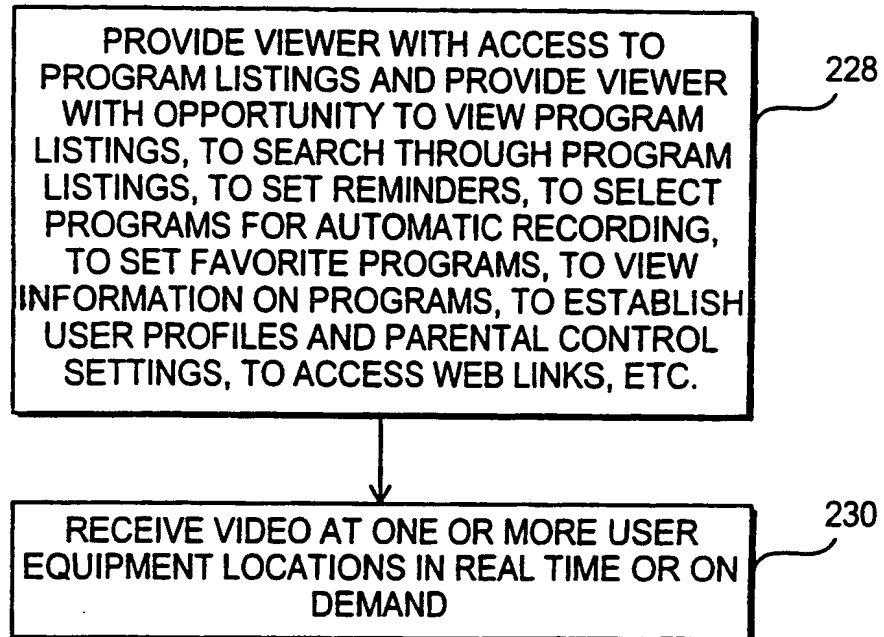 PROVIDE VIEWER WITH ACCESS TO
PROGRAM LISTINGS AND PROVIDE VIEWER
WITH OPPORTUNITY TO VIEW PROGRAM
LISTINGS, TO SEARCH THROUGH PROGRAM
LISTINGS, TO SET REMINDERS, TO SELECT
PROGRAMS FOR AUTOMATIC RECORDING,
TO SET FAVORITE PROGRAMS, TO VIEW
INFORMATION ON PROGRAMS, TO ESTABLISH
USER PROFILES AND PARENTAL CONTROL
SETTINGS, TO ACCESS WEB LINKS, ETC.
228
RECEIVE VIDEO AT ONE OR MORE USER
EQUIPMENT LOCATIONS IN REAL TIME OR ON
DEMAND
230